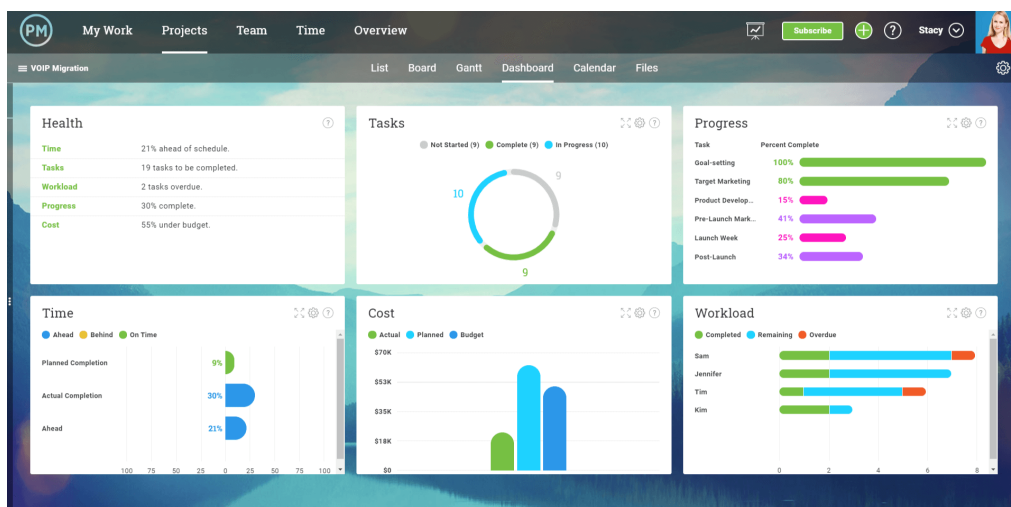 PM My Work Projects Team Time Overview Subscribe ? Stacy
VOIP Migration List Board Gantt Dashboard Calendar Files
Health ?
Time 21% ahead of schedule.
Tasks 19 tasks to be completed.
Workload 2 tasks overdue.
Progress 30% complete.
Cost 55% under budget.
Tasks ?
Not Started (9) Complete (9) In Progress (10)
9
10
9
Progress ?
Task Percent Complete
Goal-setting 100%
Target Marketing 80%
Product Develop... 15%
Pre-Launch Mark... 41%
Launch Week 25%
Post-Launch 34%
Time ?
Ahead Behind On Time
Planned Completion 9%
Actual Completion 30%
Ahead 21%
100 75 50 25 0 25 50 75 100
Cost ?
Actual Planned Budget
$70K
$53K
$35K
$18K
$0
Workload ?
Completed Remaining Overdue
Sam
Jennifer
Tim
Kim
0 2 4 6 8